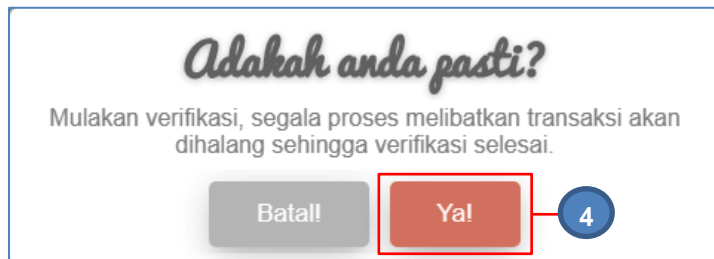 Adakah anda pasti?
Mulakan verifikasi, segala proses melibatkan transaksi akan
dihalang sehingga verifikasi selesai.
Batal! Ya! 4